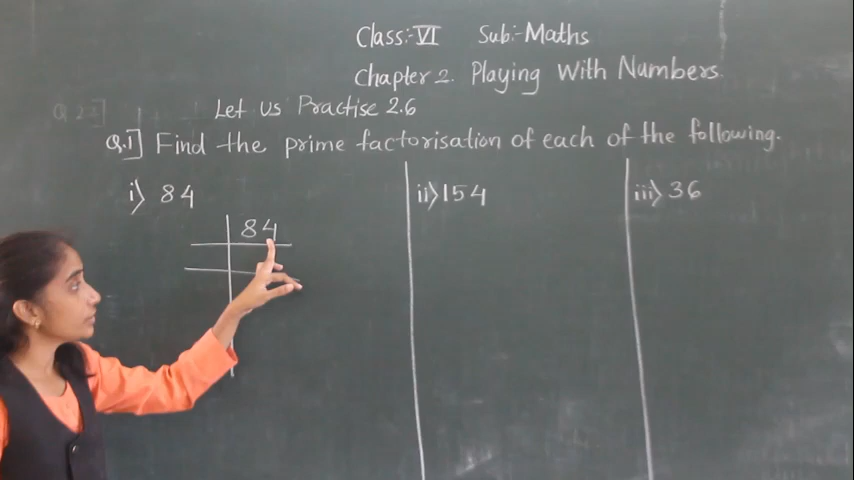 Class:-VI Sub:-Maths
Chapter 2. Playing With Numbers.
Let us Practise 2.6
Q.1] Find the prime factorisation of each of the following.
i) 84
84
ii) 154
iii) 36